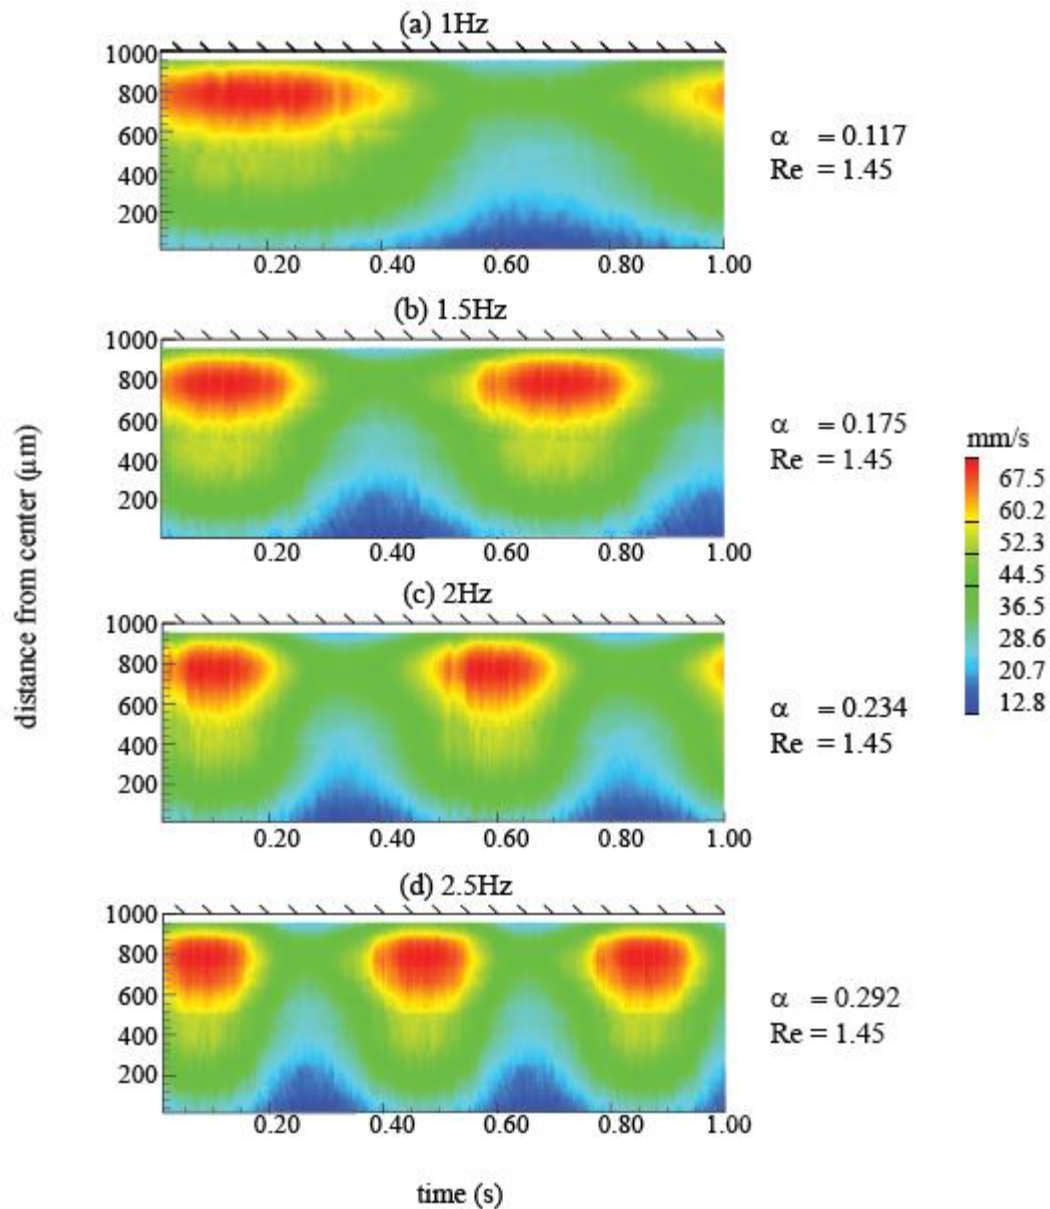 (a) 1Hz
1000
800
600
400
200
0.20 0.40 0.60 0.80 1.00
α = 0.117
Re = 1.45
(b) 1.5Hz
1000
800
600
400
200
0.20 0.40 0.60 0.80 1.00
α = 0.175
Re = 1.45
(c) 2Hz
1000
800
600
400
200
0.20 0.40 0.60 0.80 1.00
α = 0.234
Re = 1.45
(d) 2.5Hz
1000
800
600
400
200
0.20 0.40 0.60 0.80 1.00
α = 0.292
Re = 1.45
time (s)
distance from center (μm)
mm/s
67.5
60.2
52.3
44.5
36.5
28.6
20.7
12.8